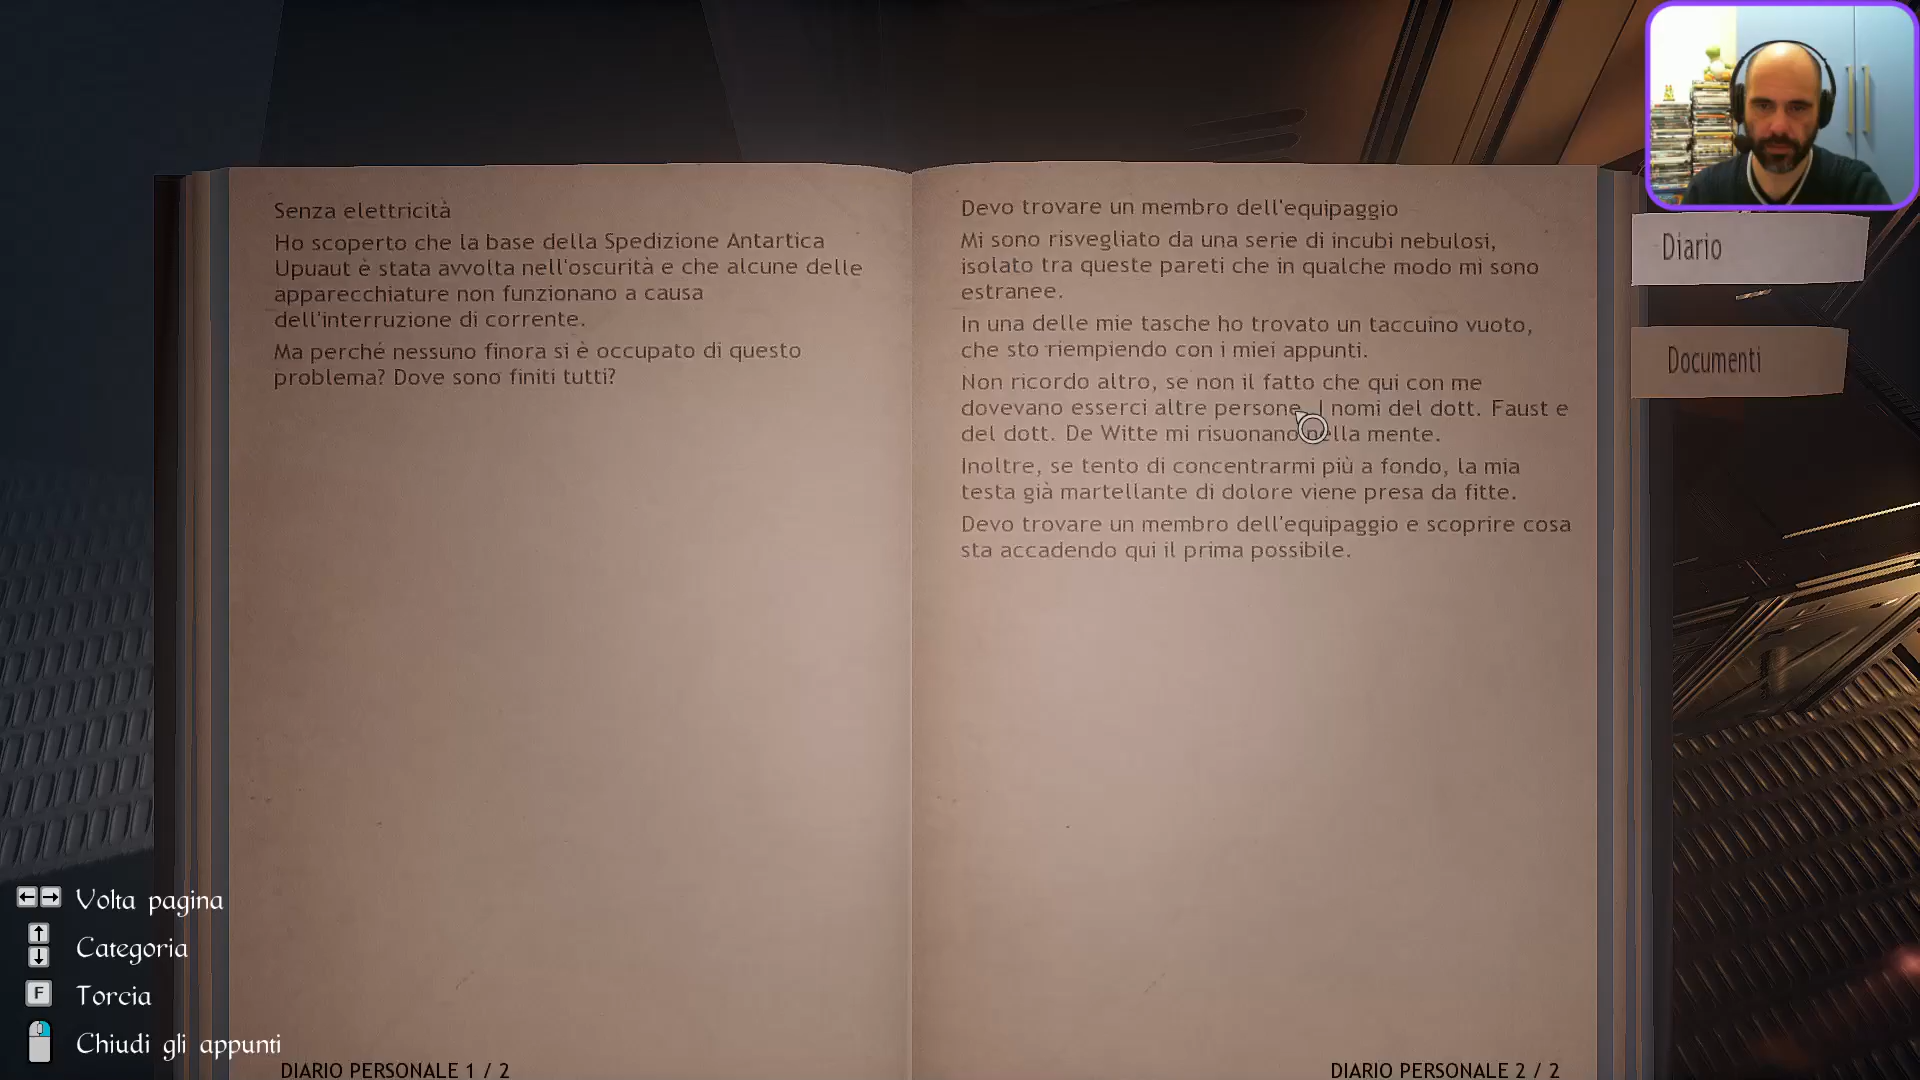 Senza elettricità
Ho scoperto che la base della Spedizione Antartica
Upuaut è stata avvolta nell'oscurità e che alcune delle
apparecchiature non funzionano a causa
dell'interruzione di corrente.
Ma perché nessuno finora si è occupato di questo
problema? Dove sono finiti tutti?
DIARIO PERSONALE 1 / 2
Devo trovare un membro dell'equipaggio
Mi sono risvegliato da una serie di incubi nebulosi,
isolato tra queste pareti che in qualche modo mi sono
estranee.
In una delle mie tasche ho trovato un taccuino vuoto,
che sto riempiendo con i miei appunti.
Non ricordo altro, se non il fatto che qui con me
dovevano esserci altre persone. I nomi del dott. Faust e
del dott. De Witte mi risuonano nella mente.
Inoltre, se tento di concentrarmi più a fondo, la mia
testa già martellante di dolore viene presa da fitte.
Devo trovare un membro dell'equipaggio e scoprire cosa
sta accadendo qui il prima possibile.
DIARIO PERSONALE 2 / 2
Diario
Documenti
Volta pagina
Categoria
F Torcia
Chiudi gli appunti